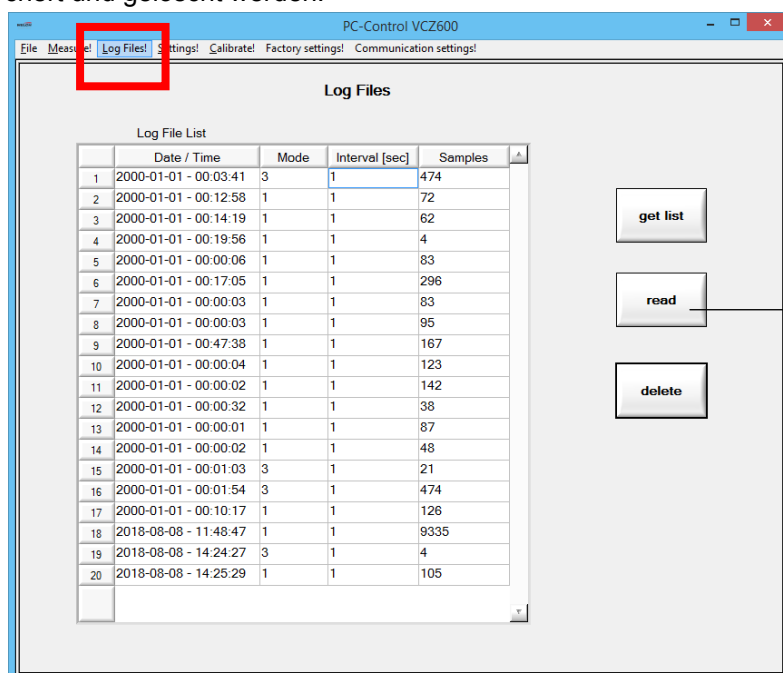 chert und gelöscht werden.
PC-Control VCZ600
File Measure! Log Files! Settings! Calibrate! Factory settings! Communication settings!
Log Files
Log File List
Date / Time Mode Interval [sec] Samples
1 2000-01-01 - 00:03:41 3 1 474
2 2000-01-01 - 00:12:58 1 1 72
3 2000-01-01 - 00:14:19 1 1 62
4 2000-01-01 - 00:19:56 1 1 4
5 2000-01-01 - 00:00:06 1 1 83
6 2000-01-01 - 00:17:05 1 1 296
7 2000-01-01 - 00:00:03 1 1 83
8 2000-01-01 - 00:00:03 1 1 95
9 2000-01-01 - 00:47:38 1 1 167
10 2000-01-01 - 00:00:04 1 1 123
11 2000-01-01 - 00:00:02 1 1 142
12 2000-01-01 - 00:00:32 1 1 38
13 2000-01-01 - 00:00:01 1 1 87
14 2000-01-01 - 00:00:02 1 1 48
15 2000-01-01 - 00:01:03 3 1 21
16 2000-01-01 - 00:01:54 3 1 474
17 2000-01-01 - 00:10:17 1 1 126
18 2018-08-08 - 11:48:47 1 1 9335
19 2018-08-08 - 14:24:27 3 1 4
20 2018-08-08 - 14:25:29 1 1 105
get list
read
delete